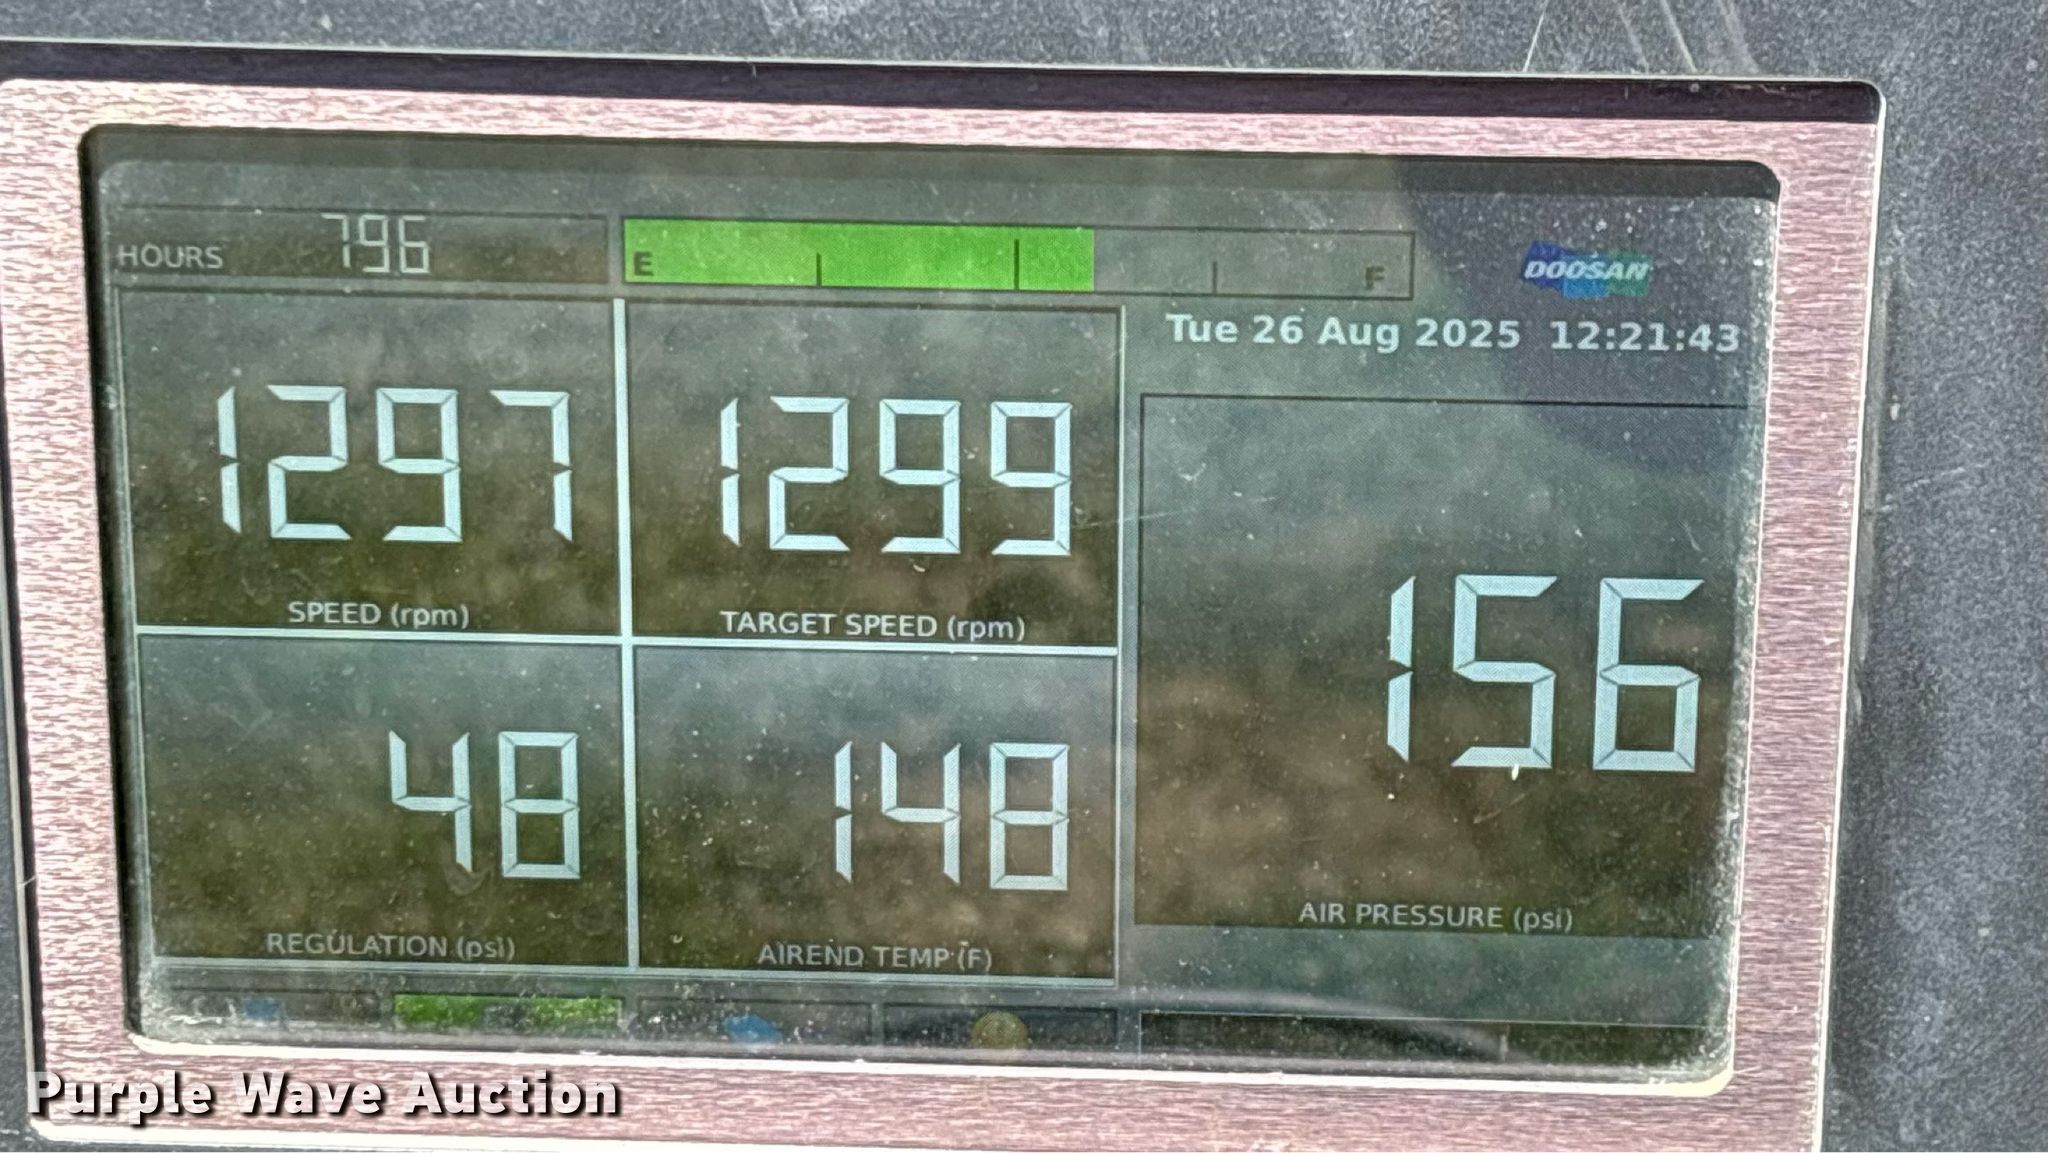 HOURS 796
E F
DOOSAN
Tue 26 Aug 2025 12:21:43
1297
SPEED (rpm)
1299
TARGET SPEED (rpm)
156
AIR PRESSURE (psi)
48
REGULATION (psi)
148
AIREND TEMP (F)
Purple Wave Auction